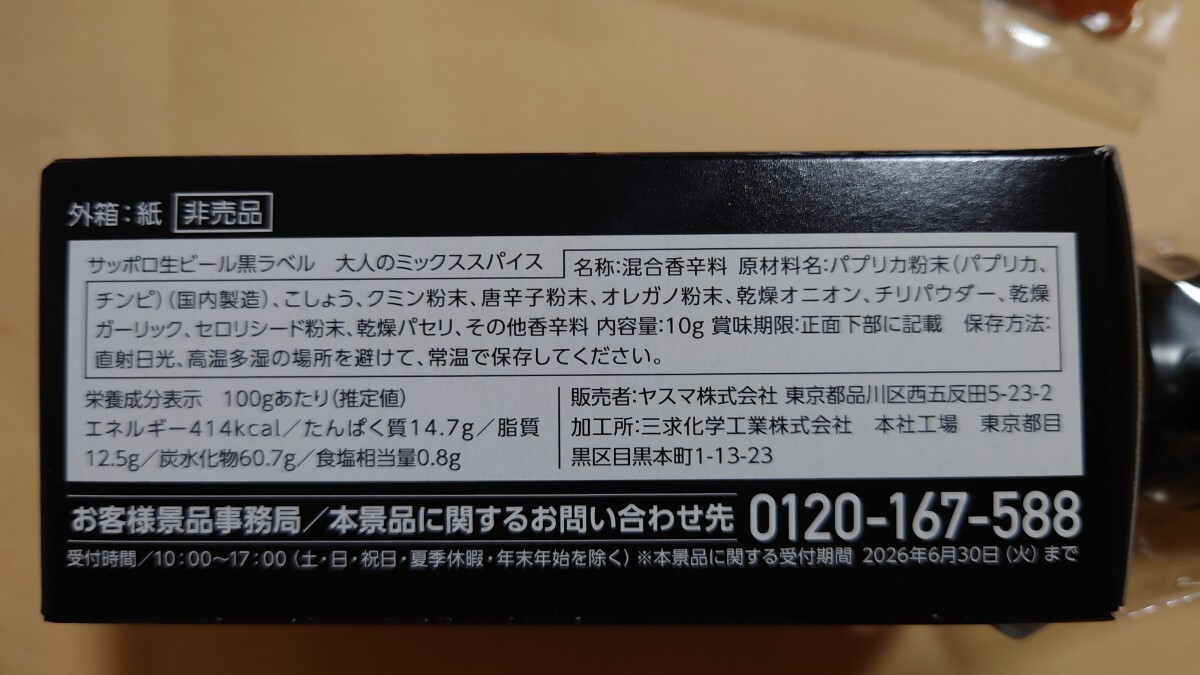 外箱：紙 非売品
サッポロ生ビール黒ラベル　大人のミックススパイス
名称：混合香辛料 原材料名：パプリカ粉末（パプリカ、
チンピ）（国内製造）、こしょう、クミン粉末、唐辛子粉末、オレガノ粉末、乾燥オニオン、チリパウダー、乾燥
ガーリック、セロリシード粉末、乾燥パセリ、その他香辛料 内容量：10g 賞味期限：正面下部に記載　保存方法：
直射日光、高温多湿の場所を避けて、常温で保存してください。
栄養成分表示　100gあたり（推定値）
エネルギー414kcal／たんぱく質14.7g／脂質
12.5g／炭水化物60.7g／食塩相当量0.8g
販売者：ヤスマ株式会社 東京都品川区西五反田5-23-2
加工所：三求化学工業株式会社　本社工場　東京都目
黒区目黒本町1-13-23
お客様景品事務局／本景品に関するお問い合わせ先 0120-167-588
受付時間／10：00～17：00（土・日・祝日・夏季休暇・年末年始を除く）※本景品に関する受付期間 2026年6月30日（火）まで